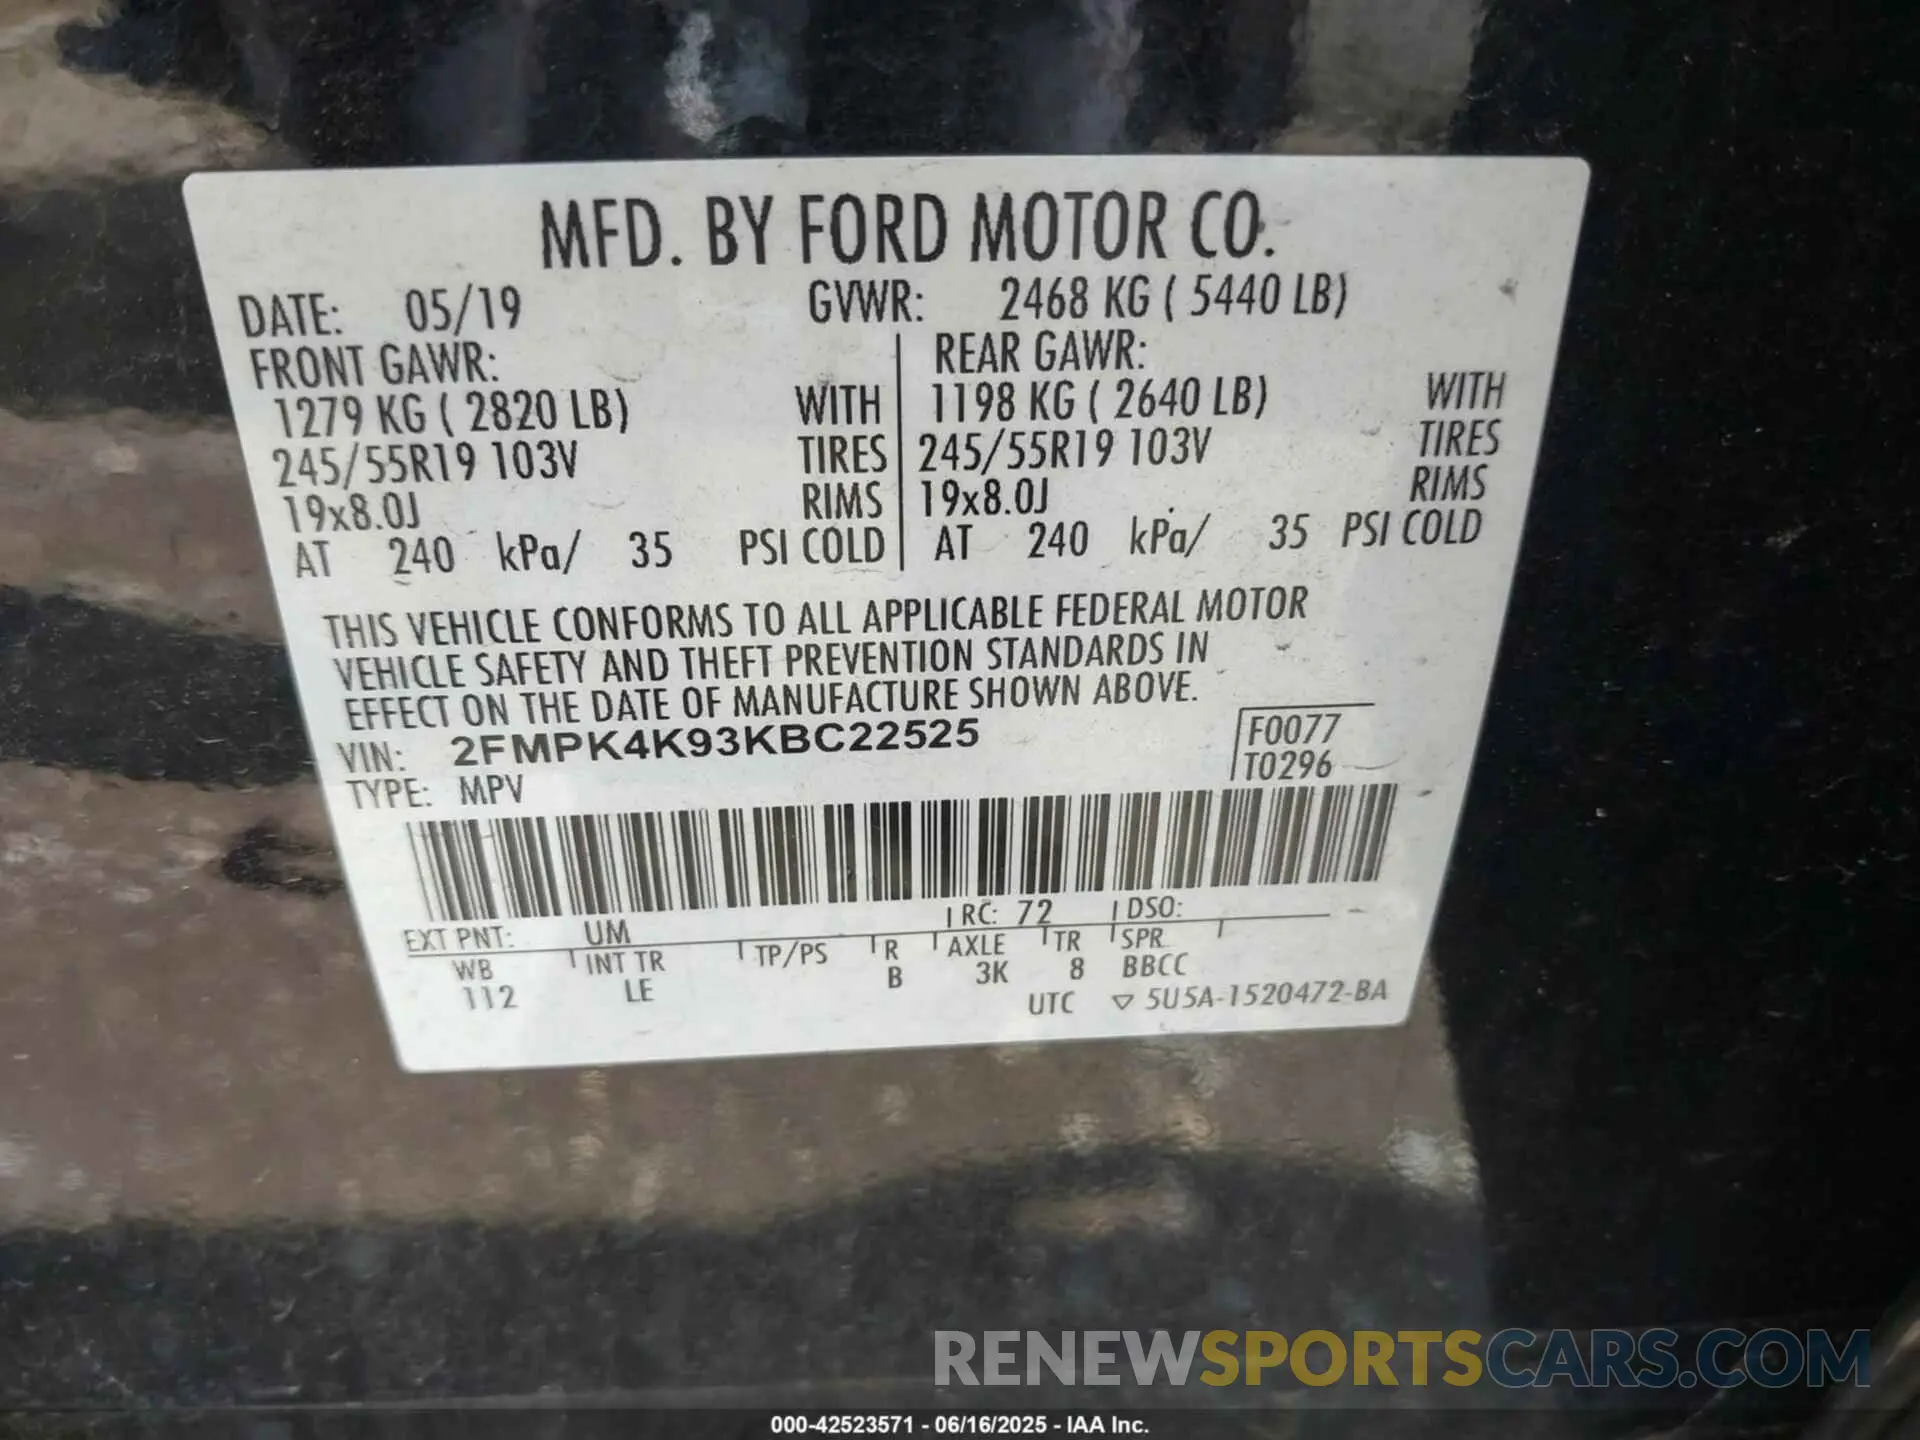 MFD. BY FORD MOTOR CO.
DATE: 05/19 GVWR: 2468 KG ( 5440 LB)
FRONT GAWR: REAR GAWR:
1279 KG ( 2820 LB) WITH 1198 KG ( 2640 LB) WITH
245/55R19 103V TIRES 245/55R19 103V TIRES
19x8.0J RIMS 19x8.0J RIMS
AT 240 kPa/ 35 PSI COLD AT 240 kPa/ 35 PSI COLD
THIS VEHICLE CONFORMS TO ALL APPLICABLE FEDERAL MOTOR
VEHICLE SAFETY AND THEFT PREVENTION STANDARDS IN
EFFECT ON THE DATE OF MANUFACTURE SHOWN ABOVE.
VIN: 2FMPK4K93KBC22525 F0077
TYPE: MPV T0296
EXT PNT: UM RC: 72 DSO:
WB INT TR TP/PS R AXLE TR SPR
112 LE B 3K 8 BBCC
UTC ▽ 5U5A-1520472-BA
RENEWSPORTSCARS.COM
000-42523571 - 06/16/2025 - IAA Inc.